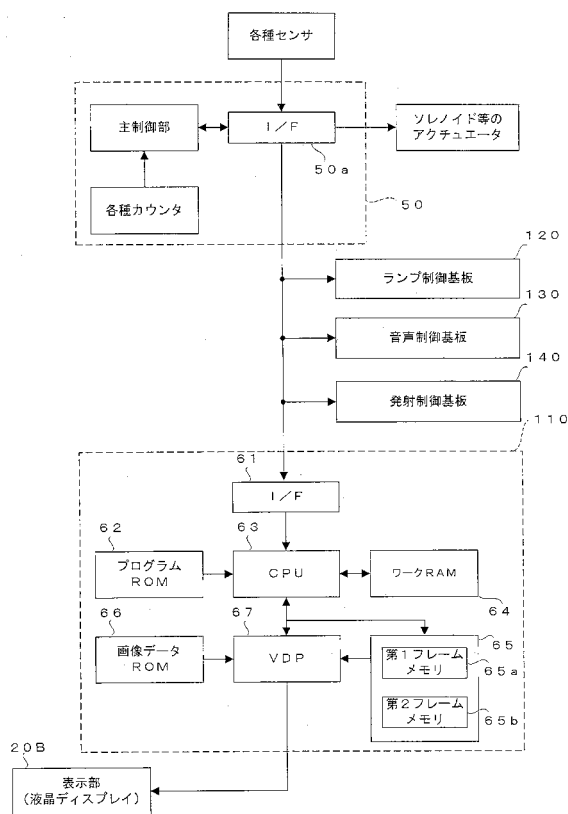 各種センサ
主制御部
I/F
ソレノイド等の
アクチュエータ
50a
各種カウンタ
50
120
ランプ制御基板
130
音声制御基板
140
発射制御基板
110
61
I/F
62
プログラム
ROM
63
CPU
ワークRAM
64
66
画像データ
ROM
67
VDP
65
第1フレーム
メモリ
65a
第2フレーム
メモリ
65b
20B
表示部
(液晶ディスプレイ)